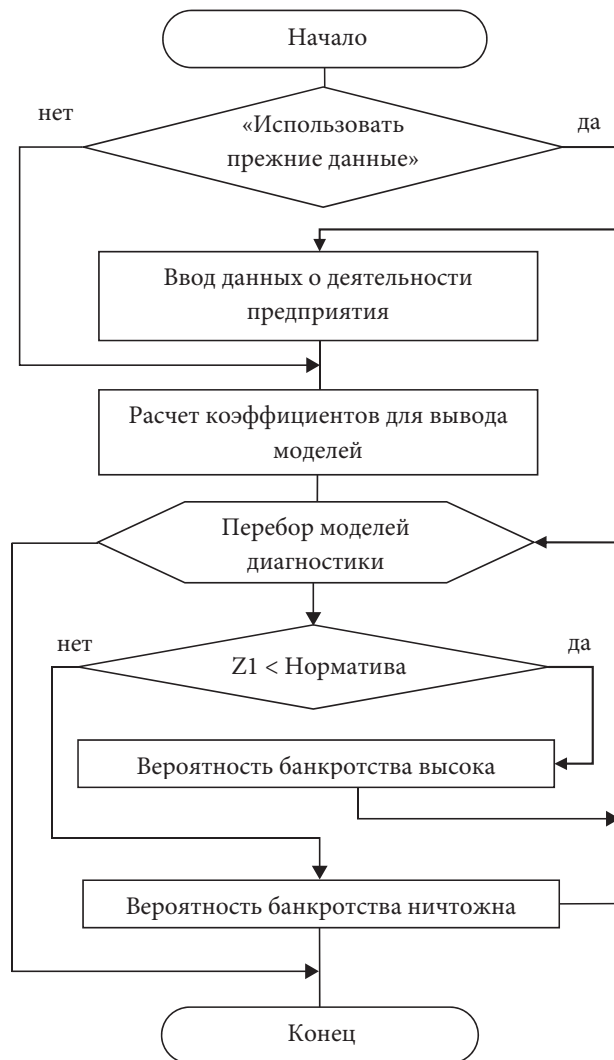 Начало
нет
да
«Использовать
прежние данные»
Ввод данных о деятельности
предприятия
Расчет коэффициентов для вывода
моделей
Перебор моделей
диагностики
нет
да
Z1 < Норматива
Вероятность банкротства высока
Вероятность банкротства ничтожна
Конец